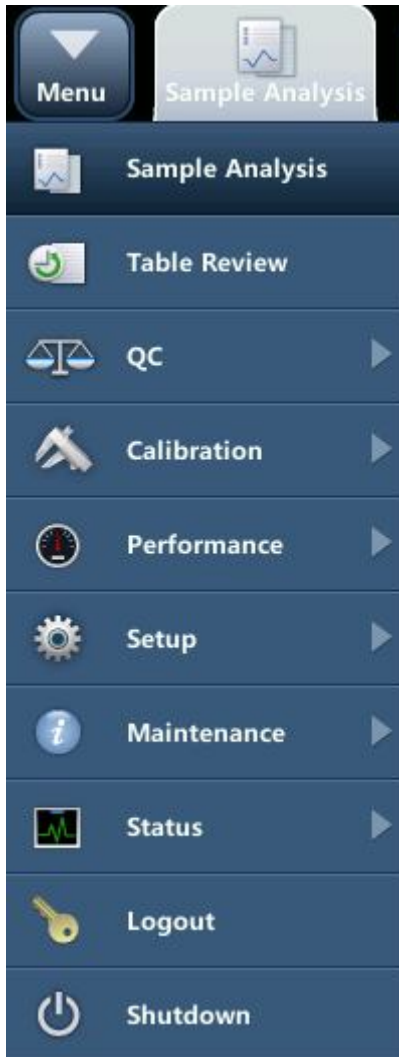 Menu
Sample Analysis
Sample Analysis
Table Review
QC
Calibration
Performance
Setup
Maintenance
Status
Logout
Shutdown